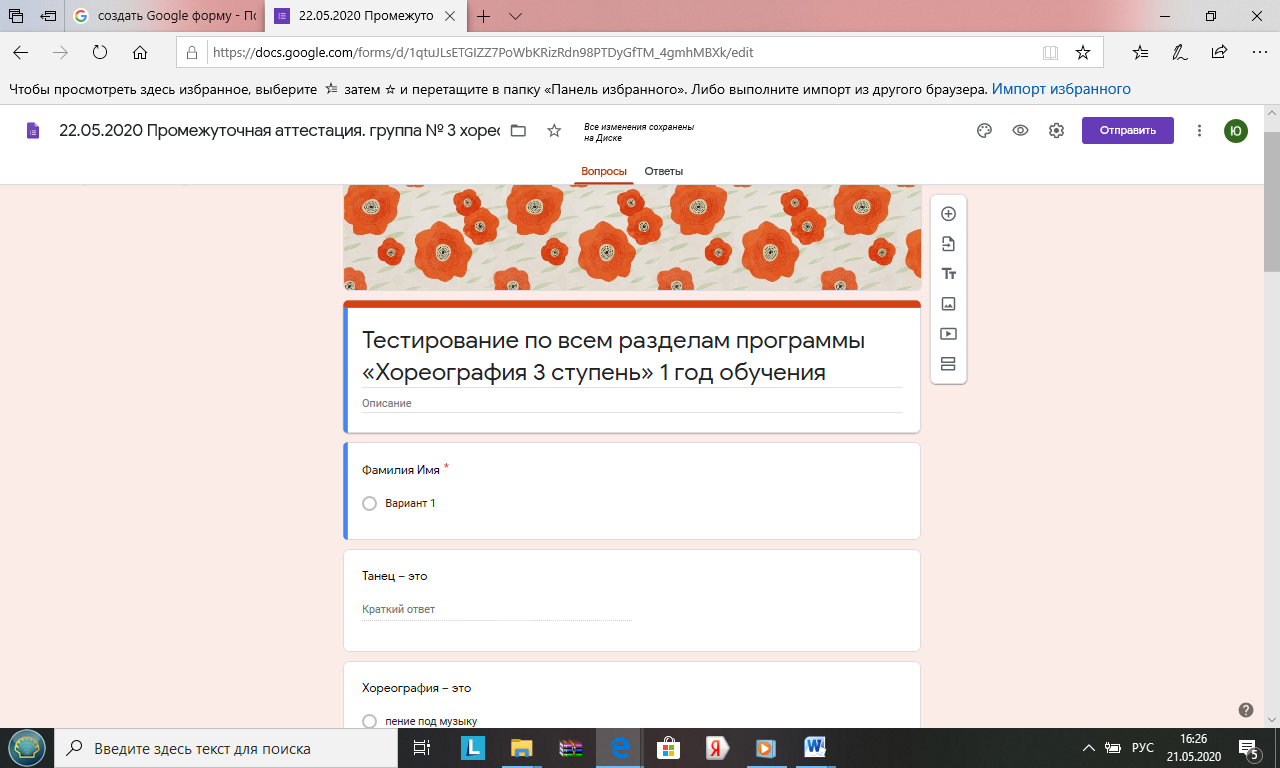 создать Google форму - По
22.05.2020 Промежуто
https://docs.google.com/forms/d/1qtuJLsETGIZZ7PoWbKRizRdn98PTDyGfTM_4gmhMBXk/edit
Чтобы просмотреть здесь избранное, выберите затем ☆ и перетащите в папку «Панель избранного». Либо выполните импорт из другого браузера. Импорт избранного
22.05.2020 Промежуточная аттестация. группа № 3 хорес
Все изменения сохранены
на Диске
Отправить
Ю
Вопросы Ответы
Тестирование по всем разделам программы
«Хореография 3 ступень» 1 год обучения
Описание
Фамилия Имя *
Вариант 1
Танец – это
Краткий ответ
Хореография – это
пение под музыку
Введите здесь текст для поиска
L
Я
W
РУС
16:26
21.05.2020
5